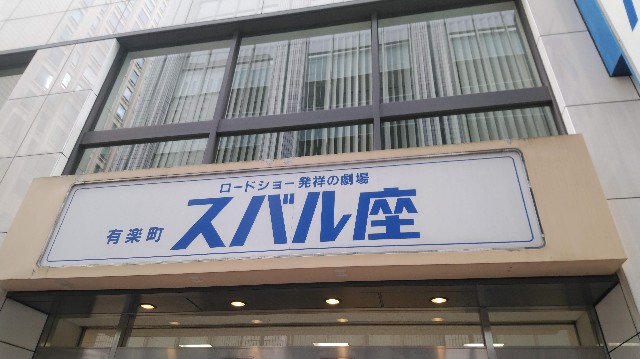 ロードショー発祥の劇場
有楽町 スバル座